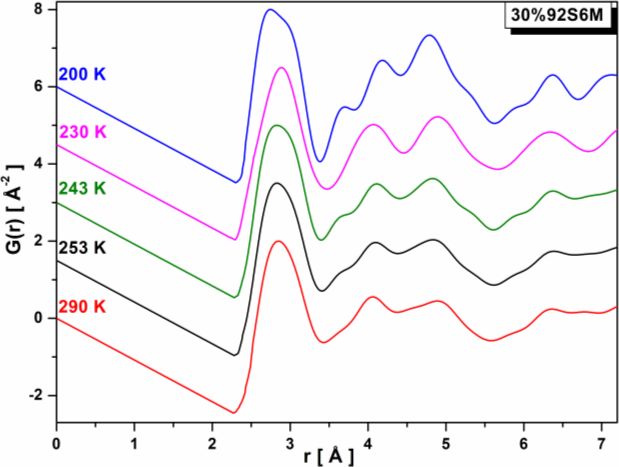 30%92S6M
8
6
4
2
0
-2
G(r) [ Å⁻² ]
200 K
230 K
243 K
253 K
290 K
0 1 2 3 4 5 6 7
r [ Å ]